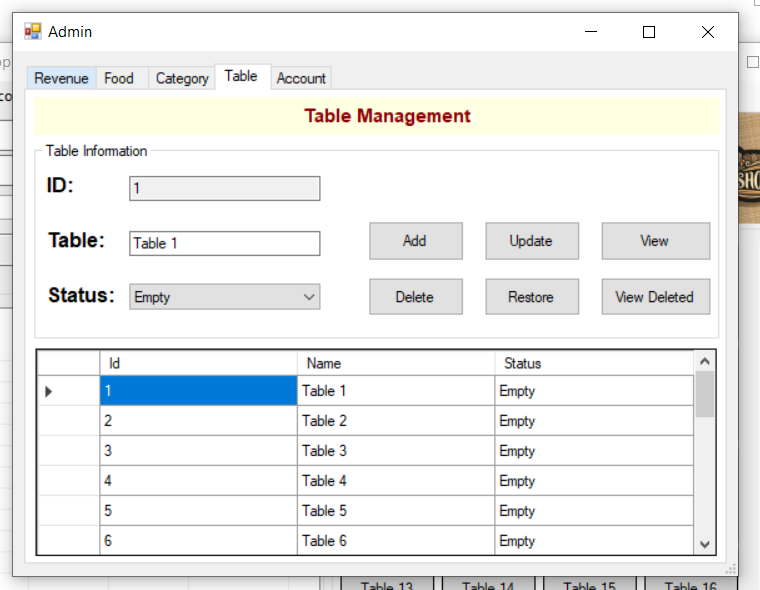 Admin
op
co
Revenue Food Category Table Account
Table Management
SHO
Table Information
ID: 1
Table: Table 1 Add Update View
Status: Empty Delete Restore View Deleted
Id Name Status
1 Table 1 Empty
2 Table 2 Empty
3 Table 3 Empty
4 Table 4 Empty
5 Table 5 Empty
6 Table 6 Empty
Table 13 Table 14 Table 15 Table 16